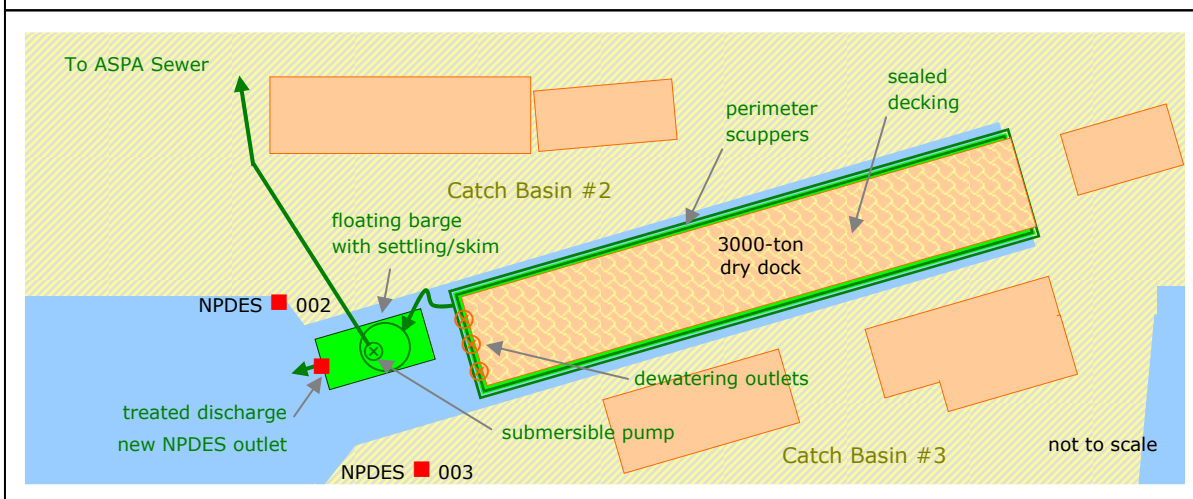 To ASPA Sewer
sealed
decking
perimeter
scuppers
Catch Basin #2
floating barge
with settling/skim
3000-ton
dry dock
NPDES 002
dewatering outlets
treated discharge
new NPDES outlet
submersible pump
NPDES 003
Catch Basin #3
not to scale